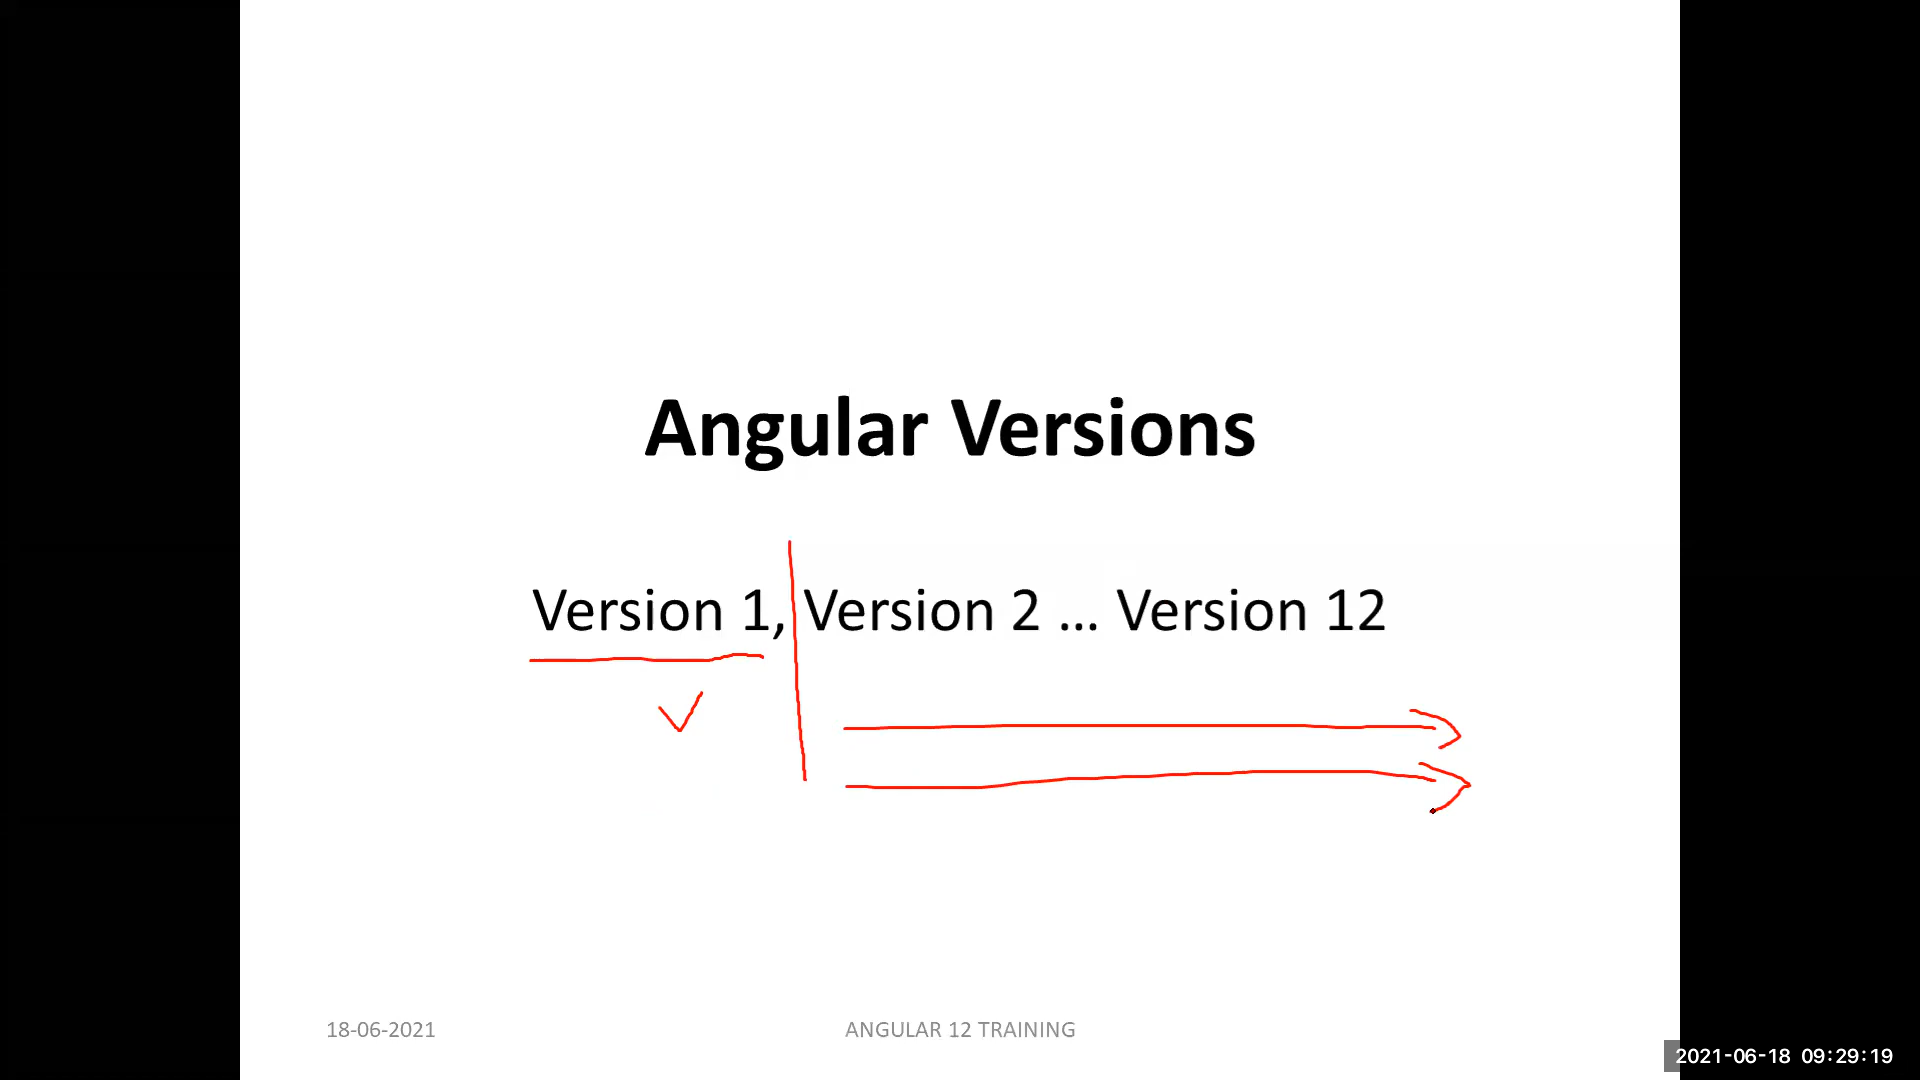 Angular Versions
Version 1, Version 2 ... Version 12
18-06-2021
ANGULAR 12 TRAINING
2021-06-18 09:29:19